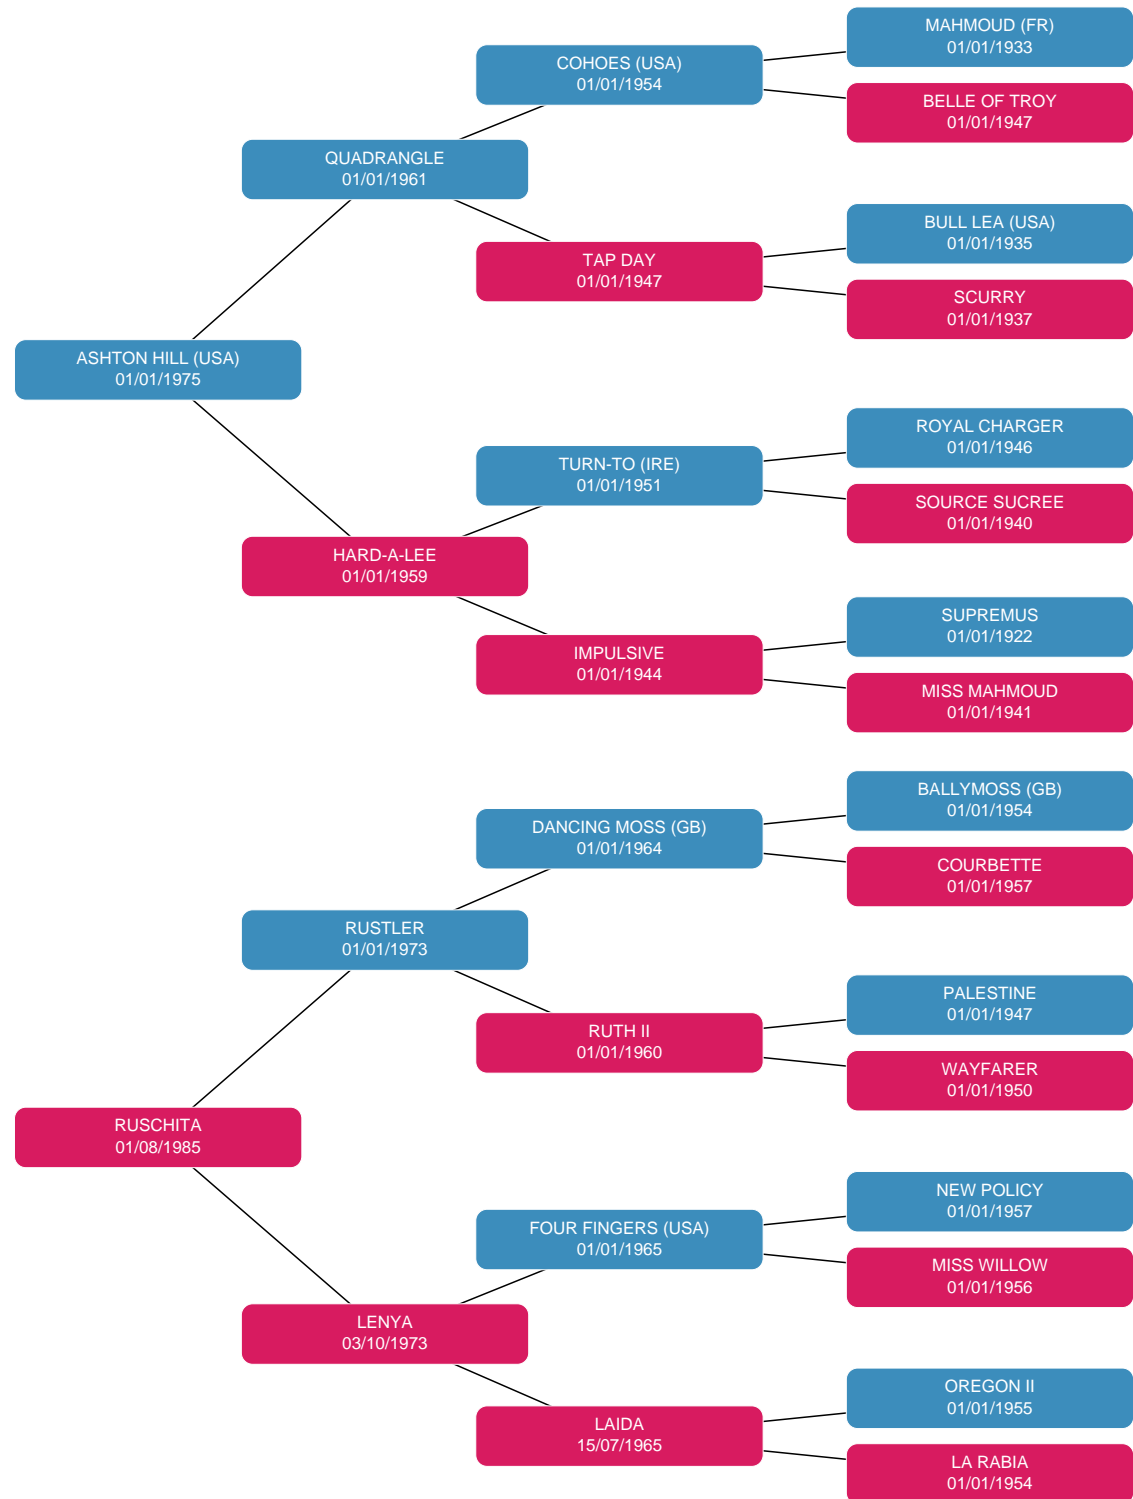 MAHMOUD (FR)
01/01/1933
COHOES (USA)
01/01/1954
BELLE OF TROY
01/01/1947
QUADRANGLE
01/01/1961
BULL LEA (USA)
01/01/1935
TAP DAY
01/01/1947
SCURRY
01/01/1937
ASHTON HILL (USA)
01/01/1975
ROYAL CHARGER
01/01/1946
TURN-TO (IRE)
01/01/1951
SOURCE SUCREE
01/01/1940
HARD-A-LEE
01/01/1959
SUPREMUS
01/01/1922
IMPULSIVE
01/01/1944
MISS MAHMOUD
01/01/1941
BALLYMOSS (GB)
01/01/1954
DANCING MOSS (GB)
01/01/1964
COURBETTE
01/01/1957
RUSTLER
01/01/1973
PALESTINE
01/01/1947
RUTH II
01/01/1960
WAYFARER
01/01/1950
RUSCHITA
01/08/1985
NEW POLICY
01/01/1957
FOUR FINGERS (USA)
01/01/1965
MISS WILLOW
01/01/1956
LENYA
03/10/1973
OREGON II
01/01/1955
LAIDA
15/07/1965
LA RABIA
01/01/1954